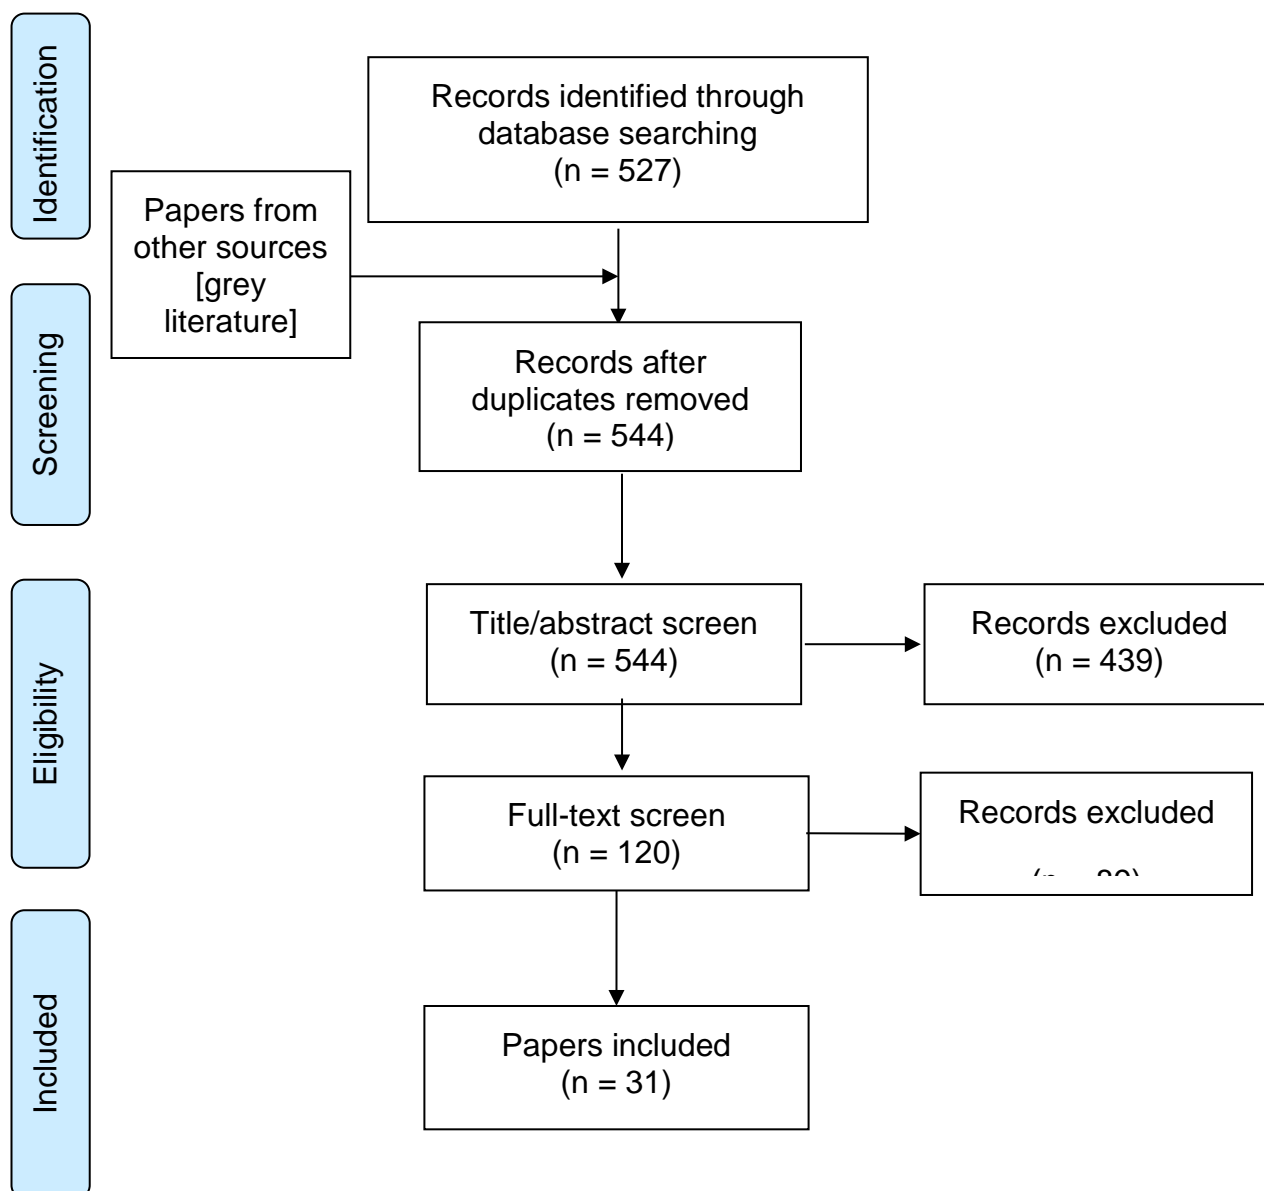 Identification
Records identified through
database searching
(n = 527)
Papers from
other sources
[grey
literature]
Screening
Records after
duplicates removed
(n = 544)
Eligibility
Title/abstract screen
(n = 544)
Records excluded
(n = 439)
Full-text screen
(n = 120)
Records excluded
Included
Papers included
(n = 31)